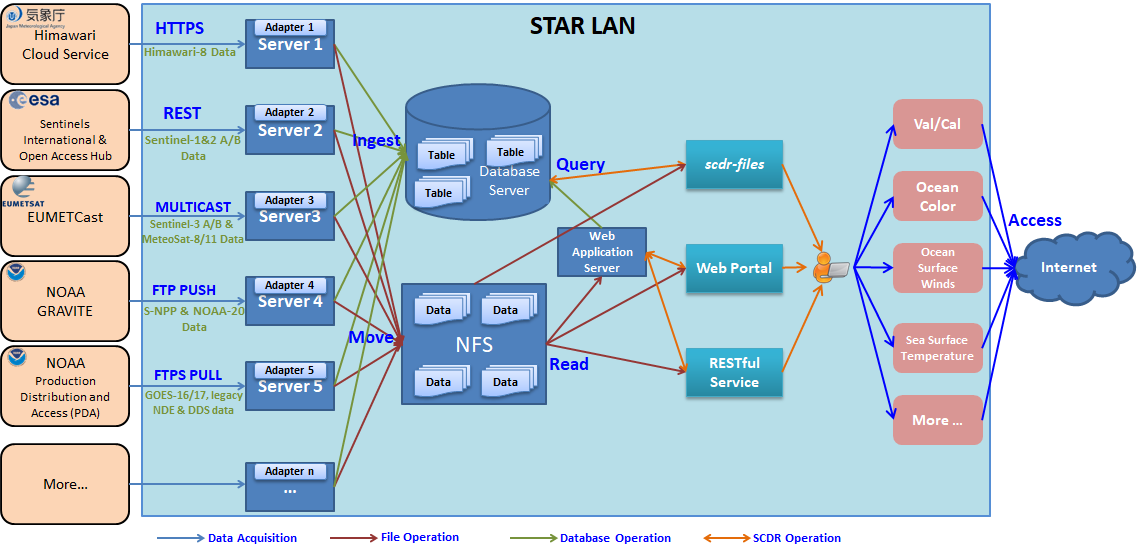 STAR LAN
気象庁
Japan Meteorological Agency
Himawari
Cloud Service
HTTPS
Himawari-8 Data
Adapter 1
Server 1
esa
Sentinels
International &
Open Access Hub
REST
Sentinel-1&2 A/B
Data
Adapter 2
Server 2
EUMETSAT
EUMETCast
MULTICAST
Sentinel-3 A/B &
MeteoSat-8/11 Data
Adapter 3
Server3
NOAA
GRAVITE
FTP PUSH
S-NPP & NOAA-20
Data
Adapter 4
Server 4
NOAA
Production
Distribution and
Access (PDA)
FTPS PULL
GOES-16/17, legacy
NDE & DDS data
Adapter 5
Server 5
More...
Adapter n
...
Ingest
Move
Table
Table
Table
Database
Server
Data
Data
NFS
Data
Data
Query
Read
Web
Application
Server
scdr-files
Web Portal
RESTful
Service
Val/Cal
Ocean
Color
Ocean
Surface
Winds
Sea Surface
Temperature
More ...
Access
Internet
Data Acquisition
File Operation
Database Operation
SCDR Operation